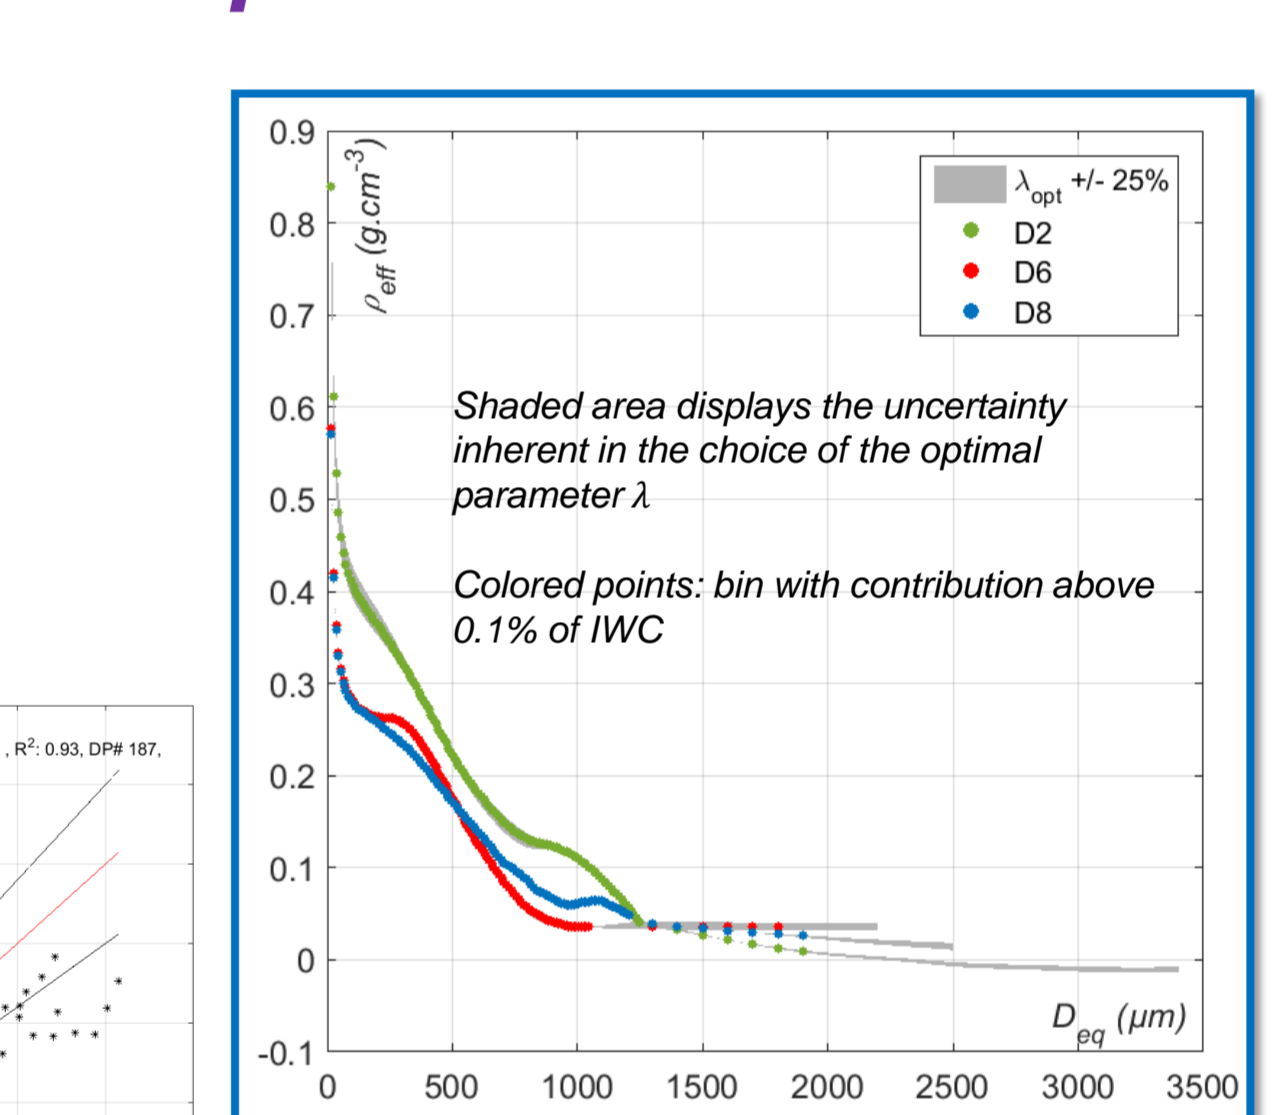 0.9
0.8
0.7
0.6
0.5
0.4
0.3
0.2
0.1
0
-0.1
ρeff (g.cm-3)
λopt +/- 25%
D2
D6
D8
Shaded area displays the uncertainty
inherent in the choice of the optimal
parameter λ
Colored points: bin with contribution above
0.1% of IWC
Deq (μm)
0 500 1000 1500 2000 2500 3000 3500
, R2: 0.93, DP# 187,